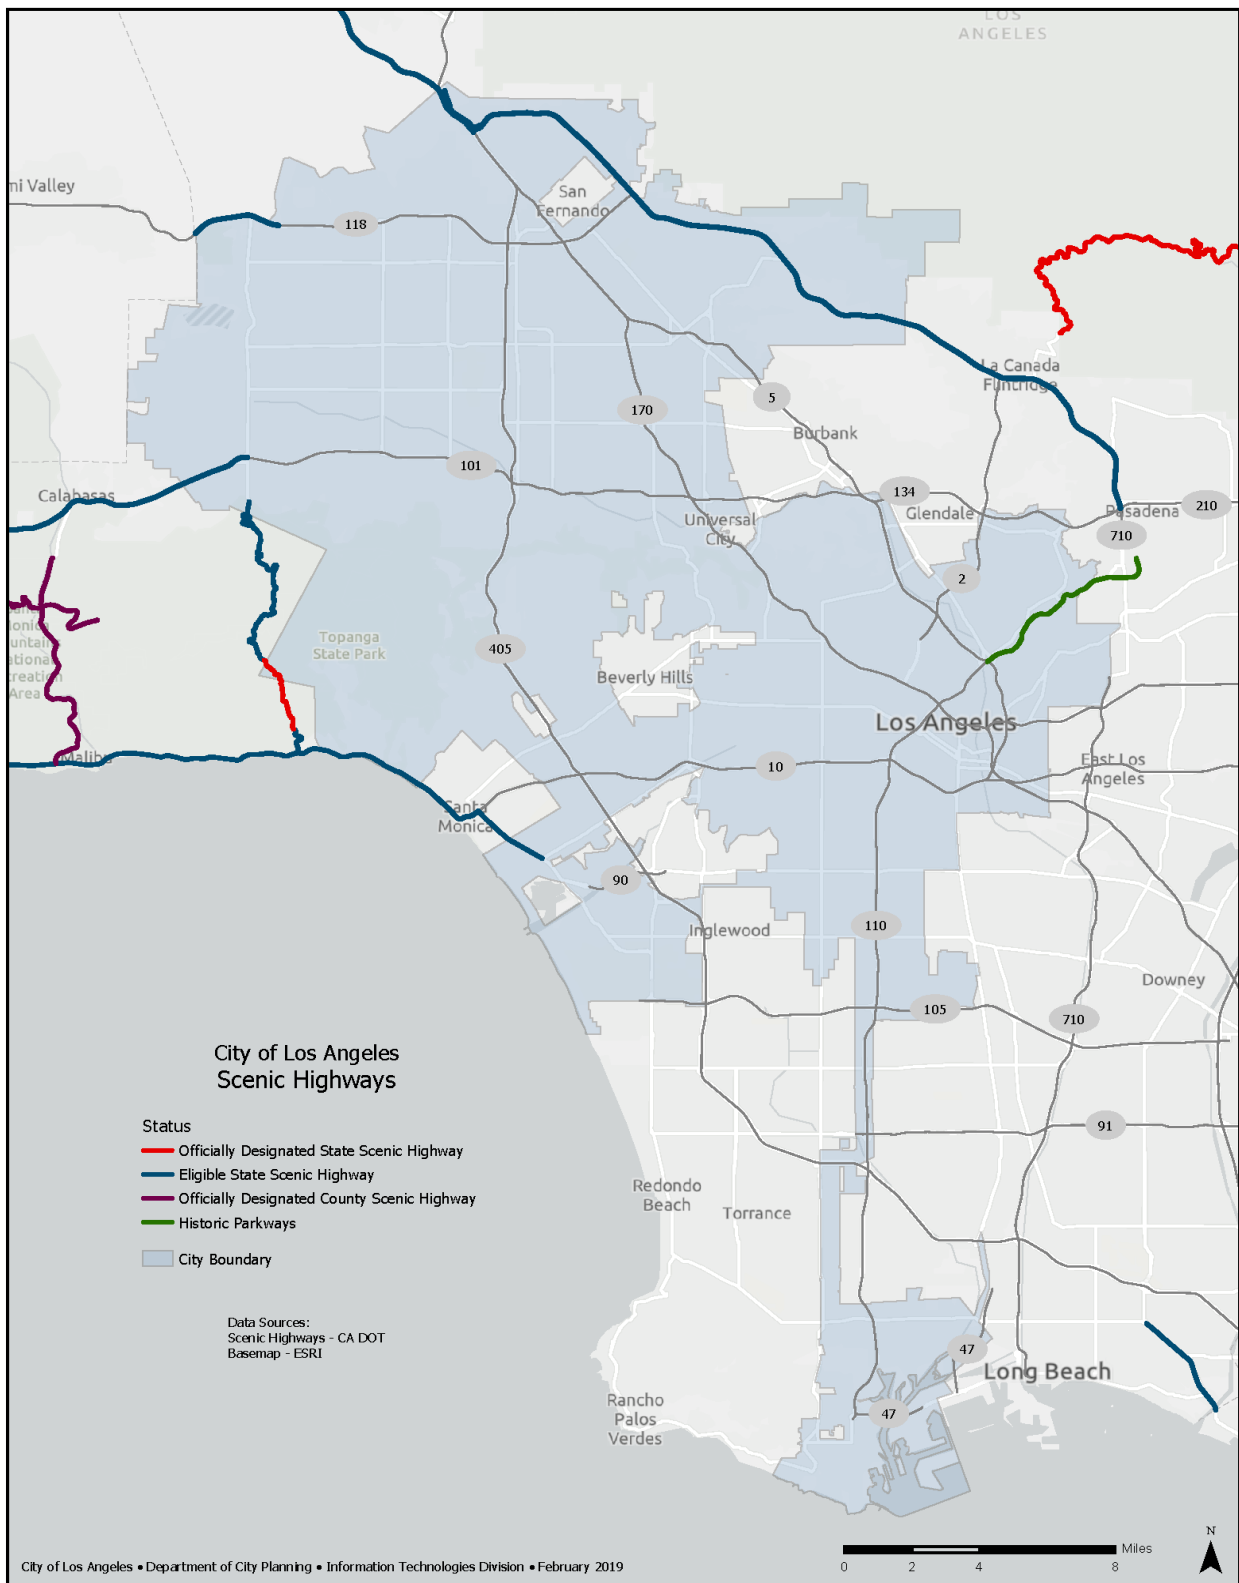 LOS
ANGELES
mi Valley
San
Fernando
118
La Canada
Flintridge
5
170
Burbank
101
134
Calabasas
Glendale
210
Pasadena
Universal
City
710
2
Monica
Mountains
National
Recreation
Area
Topanga
State Park
405
Beverly Hills
Los Angeles
Malibu
10
East Los
Angeles
Santa
Monica
90
110
Inglewood
Downey
105
710
City of Los Angeles
Scenic Highways
Status
Officially Designated State Scenic Highway
Eligible State Scenic Highway
Officially Designated County Scenic Highway
Historic Parkways
City Boundary
91
Redondo
Beach
Torrance
Data Sources:
Scenic Highways - CA DOT
Basemap - ESRI
47
Long Beach
Rancho
Palos
Verdes
47
N
Miles
0 2 4 8
City of Los Angeles • Department of City Planning • Information Technologies Division • February 2019